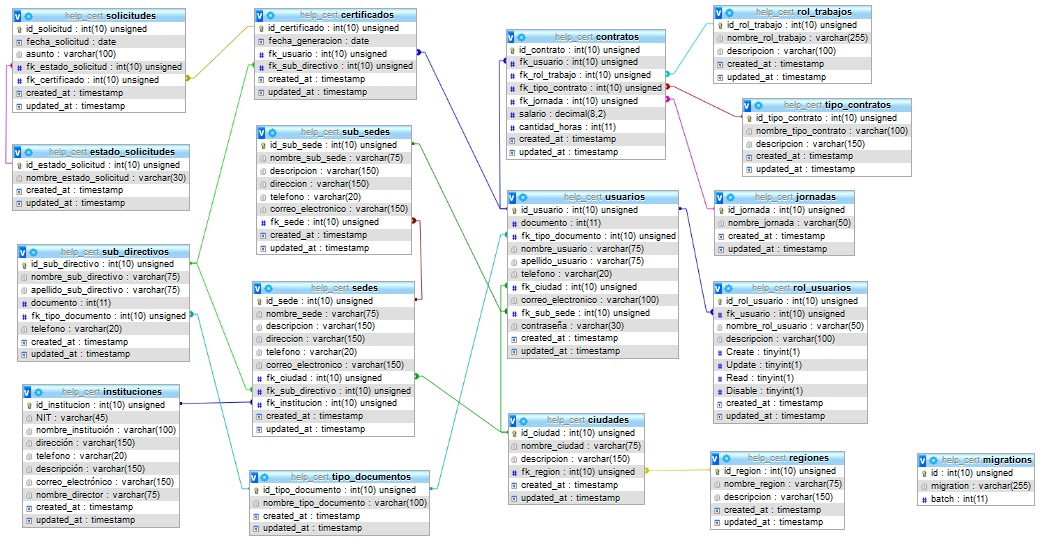 help_cert solicitudes
id_solicitud : int(10) unsigned
fecha_solicitud : date
asunto : varchar(100)
fk_estado_solicitud : int(10) unsigned
fk_certificado : int(10) unsigned
created_at : timestamp
updated_at : timestamp
help_cert estado_solicitudes
id_estado_solicitud : int(10) unsigned
nombre_estado_solicitud : varchar(30)
created_at : timestamp
updated_at : timestamp
help_cert sub_directivos
id_sub_directivo : int(10) unsigned
nombre_sub_directivo : varchar(75)
apellido_sub_directivo : varchar(75)
documento : int(11)
fk_tipo_documento : int(10) unsigned
telefono : varchar(20)
created_at : timestamp
updated_at : timestamp
help_cert instituciones
id_institucion : int(10) unsigned
NIT : varchar(45)
nombre_institución : varchar(100)
dirección : varchar(150)
telefono : varchar(20)
descripción : varchar(150)
correo_electrónico : varchar(150)
nombre_director : varchar(75)
created_at : timestamp
updated_at : timestamp
help_cert certificados
id_certificado : int(10) unsigned
fecha_generacion : date
fk_usuario : int(10) unsigned
fk_sub_directivo : int(10) unsigned
created_at : timestamp
updated_at : timestamp
help_cert sub_sedes
id_sub_sede : int(10) unsigned
nombre_sub_sede : varchar(75)
descripcion : varchar(150)
direccion : varchar(150)
telefono : varchar(20)
correo_electronico : varchar(150)
fk_sede : int(10) unsigned
created_at : timestamp
updated_at : timestamp
help_cert sedes
id_sede : int(10) unsigned
nombre_sede : varchar(75)
descripcion : varchar(150)
direccion : varchar(150)
telefono : varchar(20)
correo_electronico : varchar(150)
fk_ciudad : int(10) unsigned
fk_sub_directivo : int(10) unsigned
fk_institucion : int(10) unsigned
created_at : timestamp
updated_at : timestamp
help_cert tipo_documentos
id_tipo_documento : int(10) unsigned
nombre_tipo_documento : varchar(100)
created_at : timestamp
updated_at : timestamp
help_cert contratos
id_contrato : int(10) unsigned
fk_usuario : int(10) unsigned
fk_rol_trabajo : int(10) unsigned
fk_tipo_contrato : int(10) unsigned
fk_jornada : int(10) unsigned
salario : decimal(8,2)
cantidad_horas : int(11)
created_at : timestamp
updated_at : timestamp
help_cert usuarios
id_usuario : int(10) unsigned
documento : int(11)
fk_tipo_documento : int(10) unsigned
nombre_usuario : varchar(75)
apellido_usuario : varchar(75)
telefono : varchar(20)
fk_ciudad : int(10) unsigned
correo_electronico : varchar(100)
fk_sub_sede : int(10) unsigned
contraseña : varchar(30)
created_at : timestamp
updated_at : timestamp
help_cert ciudades
id_ciudad : int(10) unsigned
nombre_ciudad : varchar(75)
descripcion : varchar(150)
fk_region : int(10) unsigned
created_at : timestamp
updated_at : timestamp
help_cert rol_trabajos
id_rol_trabajo : int(10) unsigned
nombre_rol_trabajo : varchar(255)
descripcion : varchar(100)
created_at : timestamp
updated_at : timestamp
help_cert tipo_contratos
id_tipo_contrato : int(10) unsigned
nombre_tipo_contrato : varchar(100)
descripcion : varchar(150)
created_at : timestamp
updated_at : timestamp
help_cert jornadas
id_jornada : int(10) unsigned
nombre_jornada : varchar(50)
created_at : timestamp
updated_at : timestamp
help_cert rol_usuarios
id_rol_usuario : int(10) unsigned
fk_usuario : int(10) unsigned
nombre_rol_usuario : varchar(50)
descripcion : varchar(100)
Create : tinyint(1)
Update : tinyint(1)
Read : tinyint(1)
Disable : tinyint(1)
created_at : timestamp
updated_at : timestamp
help_cert regiones
id_region : int(10) unsigned
nombre_region : varchar(75)
descripcion : varchar(150)
created_at : timestamp
updated_at : timestamp
help_cert migrations
id : int(10) unsigned
migration : varchar(255)
batch : int(11)